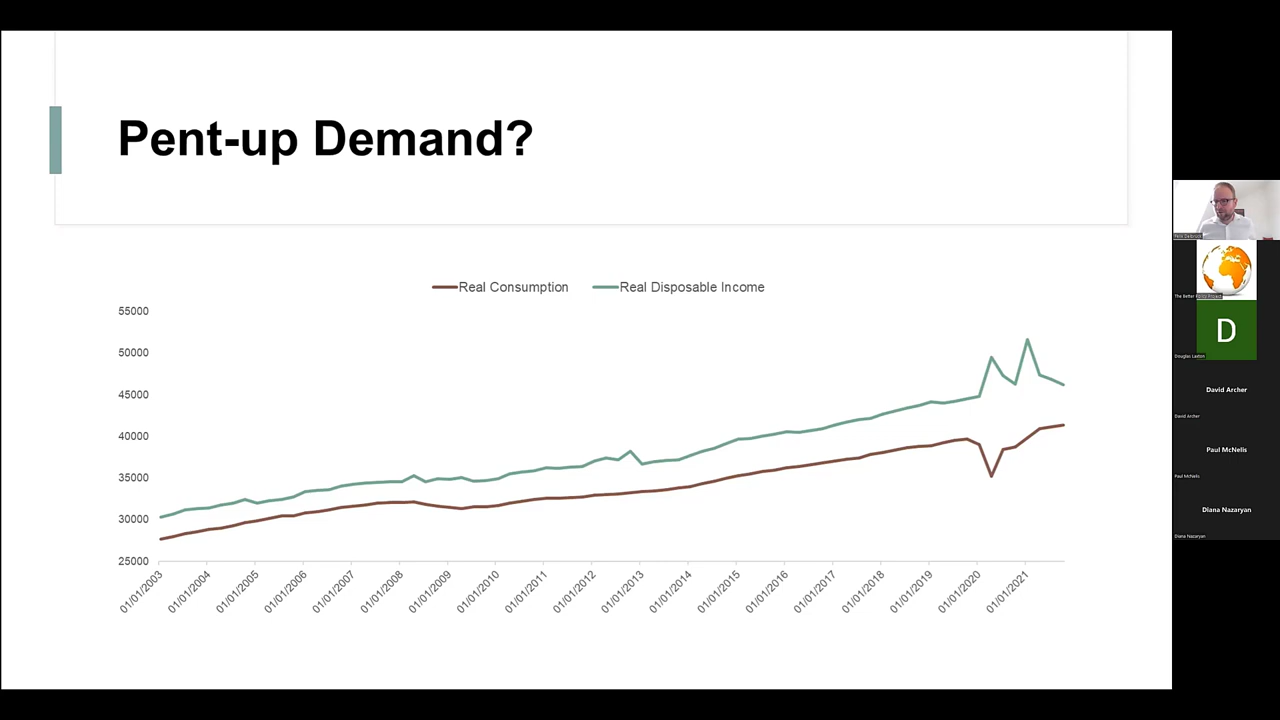 Pent-up Demand?
Real Consumption
Real Disposable Income
55000
50000
45000
40000
35000
30000
25000
01/01/2003
01/01/2004
01/01/2005
01/01/2006
01/01/2007
01/01/2008
01/01/2009
01/01/2010
01/01/2011
01/01/2012
01/01/2013
01/01/2014
01/01/2015
01/01/2016
01/01/2017
01/01/2018
01/01/2019
01/01/2020
01/01/2021
The Better Policy Project
D
Douglas Laxton
David Archer
David Archer
Paul McNelis
Paul McNelis
Diana Nazaryan
Diana Nazaryan